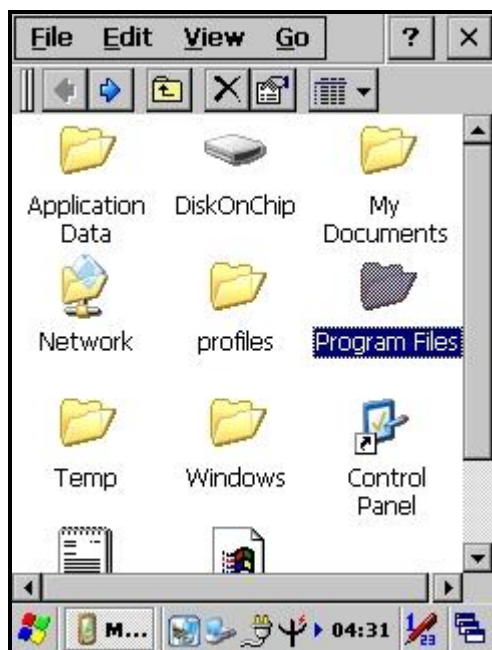 File Edit View Go ? ×
Application Data
DiskOnChip
My Documents
Network
profiles
Program Files
Temp
Windows
Control Panel
M... 04:31